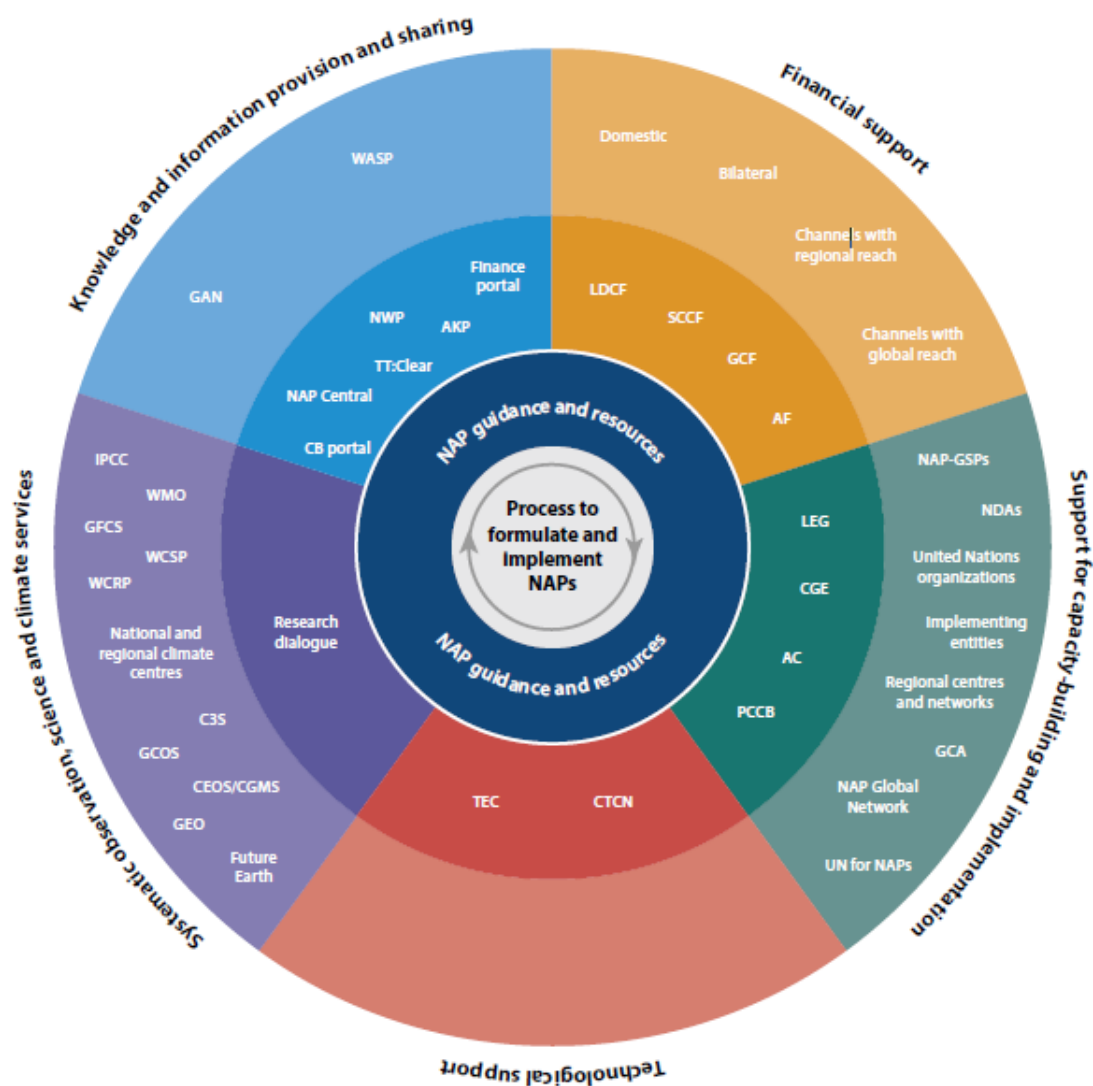 Knowledge and information provision and sharing
WASP
GAN
Finance
portal
NWP
AKP
TT:Clear
NAP Central
CB portal
Financial support
Domestic
Bilateral
Channels with
regional reach
Channels with
global reach
LDCF
SCCF
GCF
AF
Support for capacity-building and implementation
NAP-GSPs
NDAs
United Nations
organizations
Implementing
entities
Regional centres
and networks
GCA
NAP Global
Network
UN for NAPs
LEG
CGE
AC
PCCB
Technological support
TEC
CTCN
Systematic observation, science and climate services
IPCC
WMO
GFCS
WCSP
WCRP
National and
regional climate
centres
C3S
GCOS
CEOS/CGMS
GEO
Future
Earth
Research
dialogue
NAP guidance and resources
Process to
formulate and
implement
NAPs
NAP guidance and resources